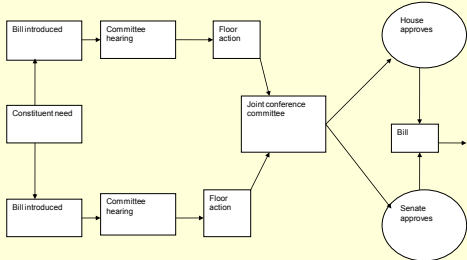 House
approves
Bill introduced
Committee
hearing
Floor
action
Joint conference
committee
Constituent need
Bill
Bill introduced
Committee
hearing
Floor
action
Senate
approves